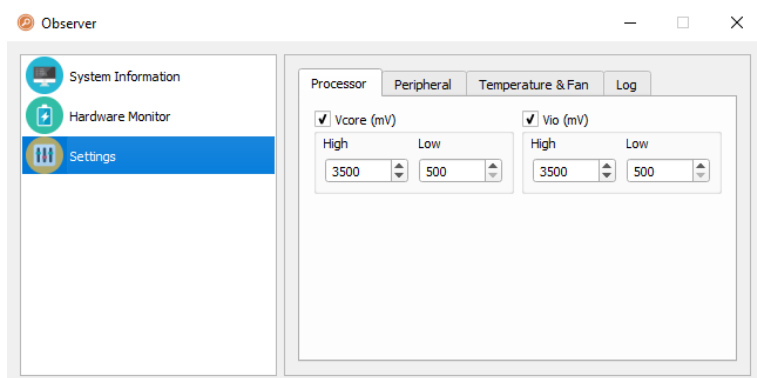 Observer
System Information
Hardware Monitor
Settings
Processor Peripheral Temperature & Fan Log
Vcore (mV) Vio (mV)
High Low High Low
3500 500 3500 500